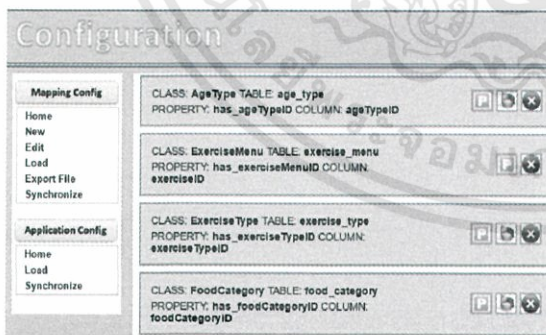 Configuration
Mapping Config
Home
New
Edit
Load
Export File
Synchronize
Application Config
Home
Load
Synchronize
CLASS: AgeType TABLE: age_type
PROPERTY: has_ageTypeID COLUMN: ageTypeID
P
CLASS: ExerciseMenu TABLE: exercise_menu
PROPERTY: has_exerciseMenuID COLUMN:
exerciseID
P
CLASS: ExerciseType TABLE: exercise_type
PROPERTY: has_exerciseTypeID COLUMN:
exerciseTypeID
P
CLASS: FoodCategory TABLE: food_category
PROPERTY: has_foodCategoryID COLUMN:
foodCategoryID
P